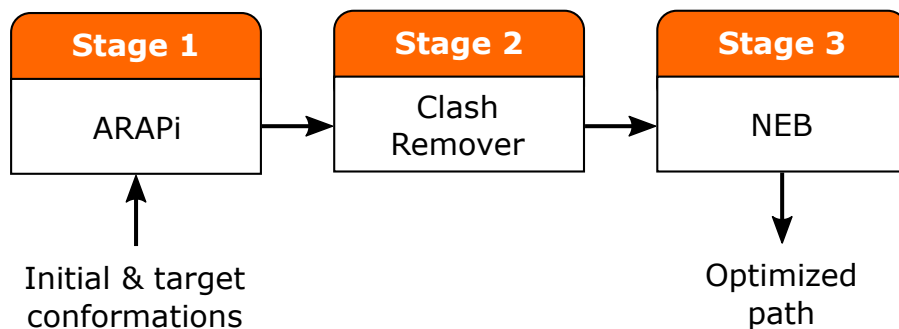 Stage 1
ARAPi
Stage 2
Clash
Remover
Stage 3
NEB
Initial & target
conformations
Optimized
path